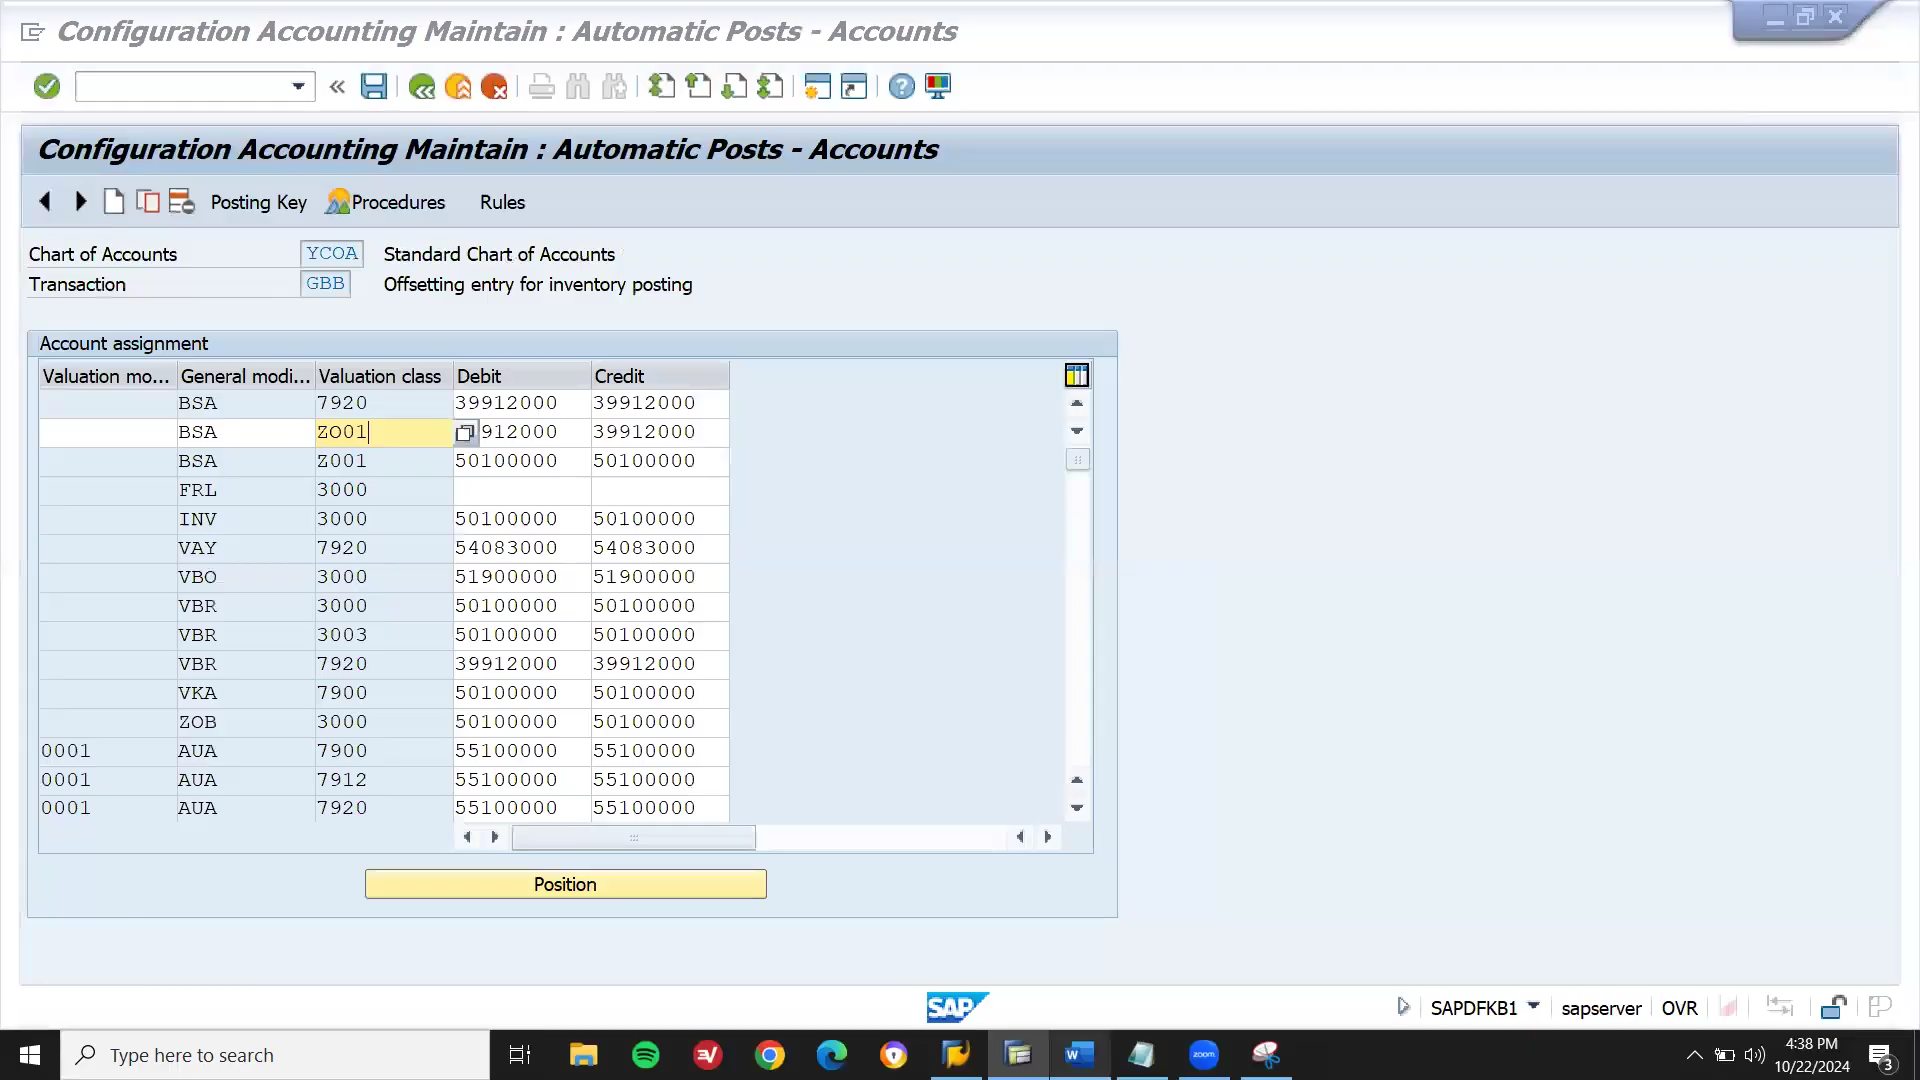 Configuration Accounting Maintain : Automatic Posts - Accounts
Configuration Accounting Maintain : Automatic Posts - Accounts
Posting Key Procedures Rules
Chart of Accounts YCOA Standard Chart of Accounts
Transaction GBB Offsetting entry for inventory posting
Account assignment
Valuation mo... General modi... Valuation class Debit Credit
BSA 7920 39912000 39912000
BSA ZO01 912000 39912000
BSA Z001 50100000 50100000
FRL 3000
INV 3000 50100000 50100000
VAY 7920 54083000 54083000
VBO 3000 51900000 51900000
VBR 3000 50100000 50100000
VBR 3003 50100000 50100000
VBR 7920 39912000 39912000
VKA 7900 50100000 50100000
ZOB 3000 50100000 50100000
0001 AUA 7900 55100000 55100000
0001 AUA 7912 55100000 55100000
0001 AUA 7920 55100000 55100000
Position
SAP SAPDFKB1 sapserver OVR
Type here to search
zoom
4:38 PM
10/22/2024
3